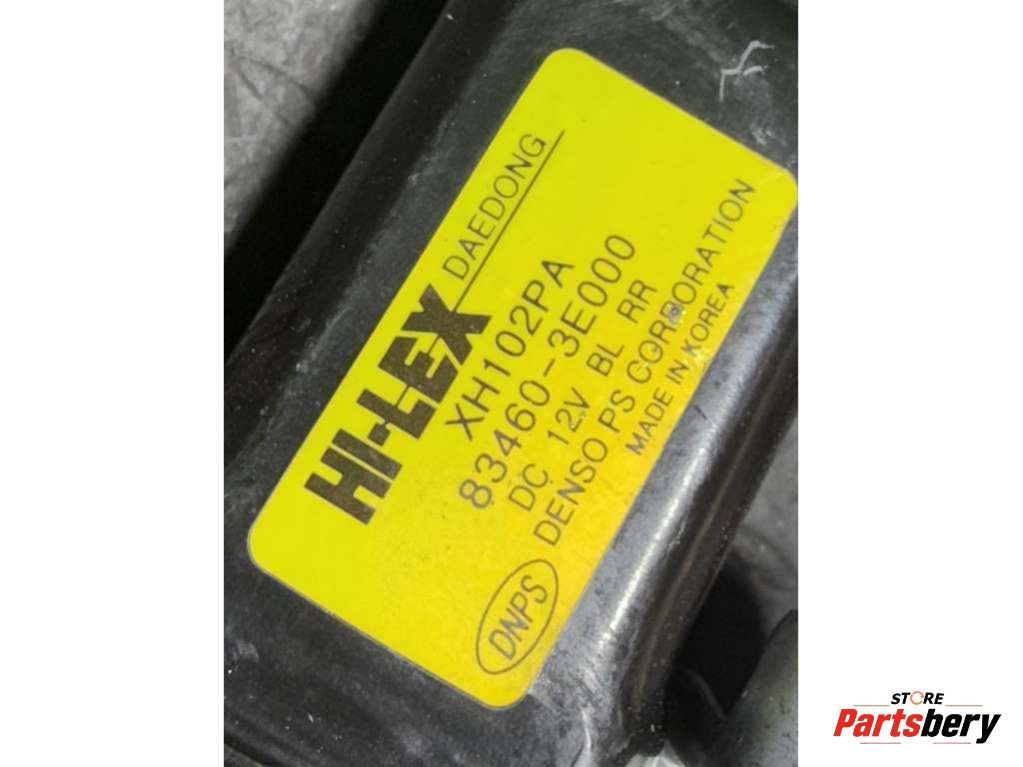 HI-LEX DAEDONG
XH102PA
83460-3E000
DC 12V BL RR
DNPS DENSO PS CORPORATION
MADE IN KOREA
STORE
Partsbery